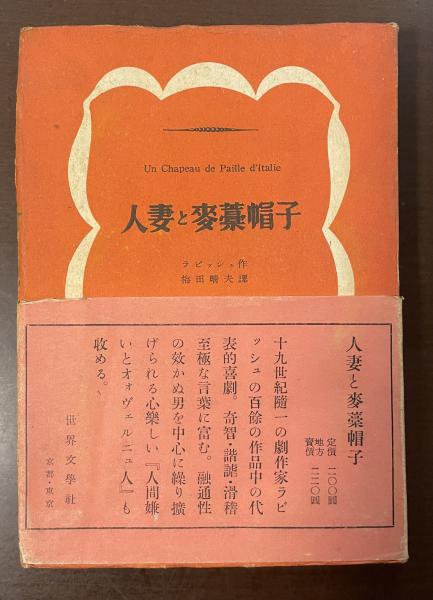 Un Chapeau de Paille d'Italie
人妻と麥藁帽子
ラビッシュ作
梅田晴夫譯
人妻と麥藁帽子
定價 二〇〇圓
地方賣價 二二〇圓
十九世紀隨一の劇作家ラビ
ッシュの百餘の作品中の代
表的喜劇。奇智・諧謔・滑稽
至極な言葉に富む。融通性
の效かぬ男を中心に繰り擴
げられる心樂しい『人間嫌
いとオォヴェルニュ人』も
收める。
世界文學社
京都・東京